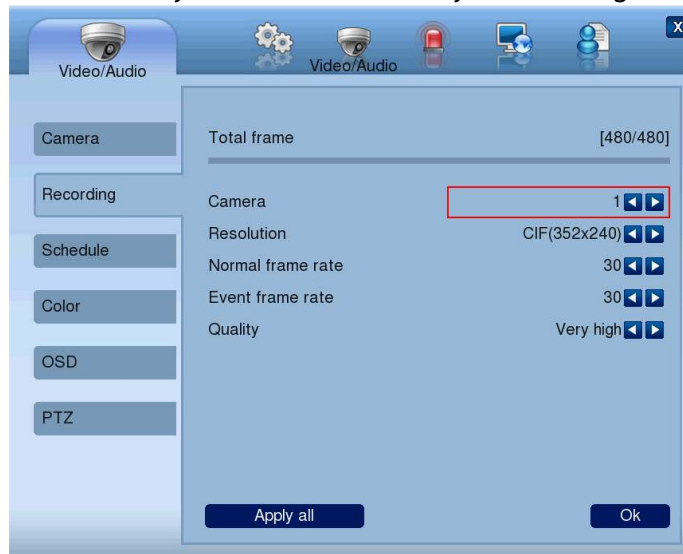 X
Video/Audio
Video/Audio
Camera
Recording
Schedule
Color
OSD
PTZ
Total frame [480/480]
Camera 1
Resolution CIF(352x240)
Normal frame rate 30
Event frame rate 30
Quality Very high
Apply all Ok